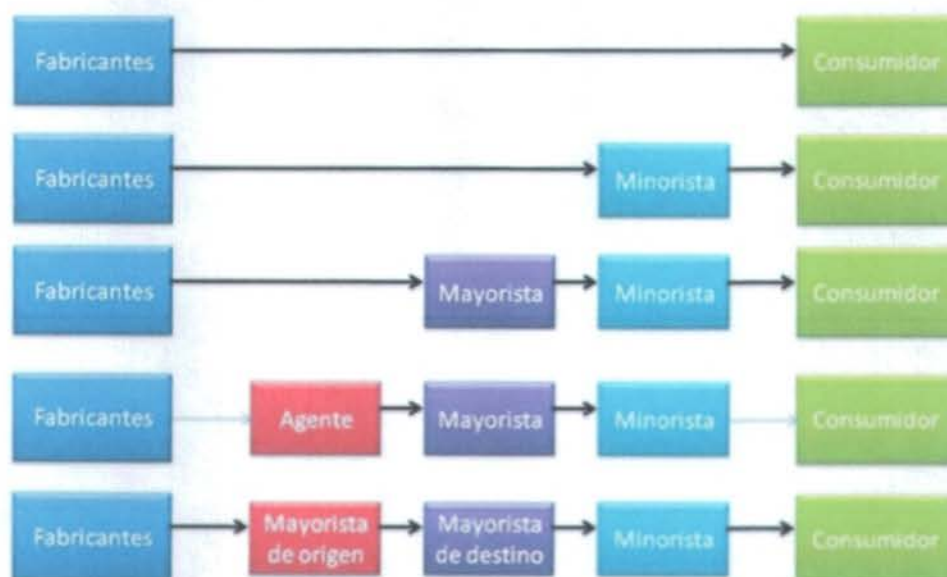 Fabricantes
Consumidor
Fabricantes
Minorista
Consumidor
Fabricantes
Mayorista
Minorista
Consumidor
Fabricantes
Agente
Mayorista
Minorista
Consumidor
Fabricantes
Mayorista
de origen
Mayorista
de destino
Minorista
Consumidor